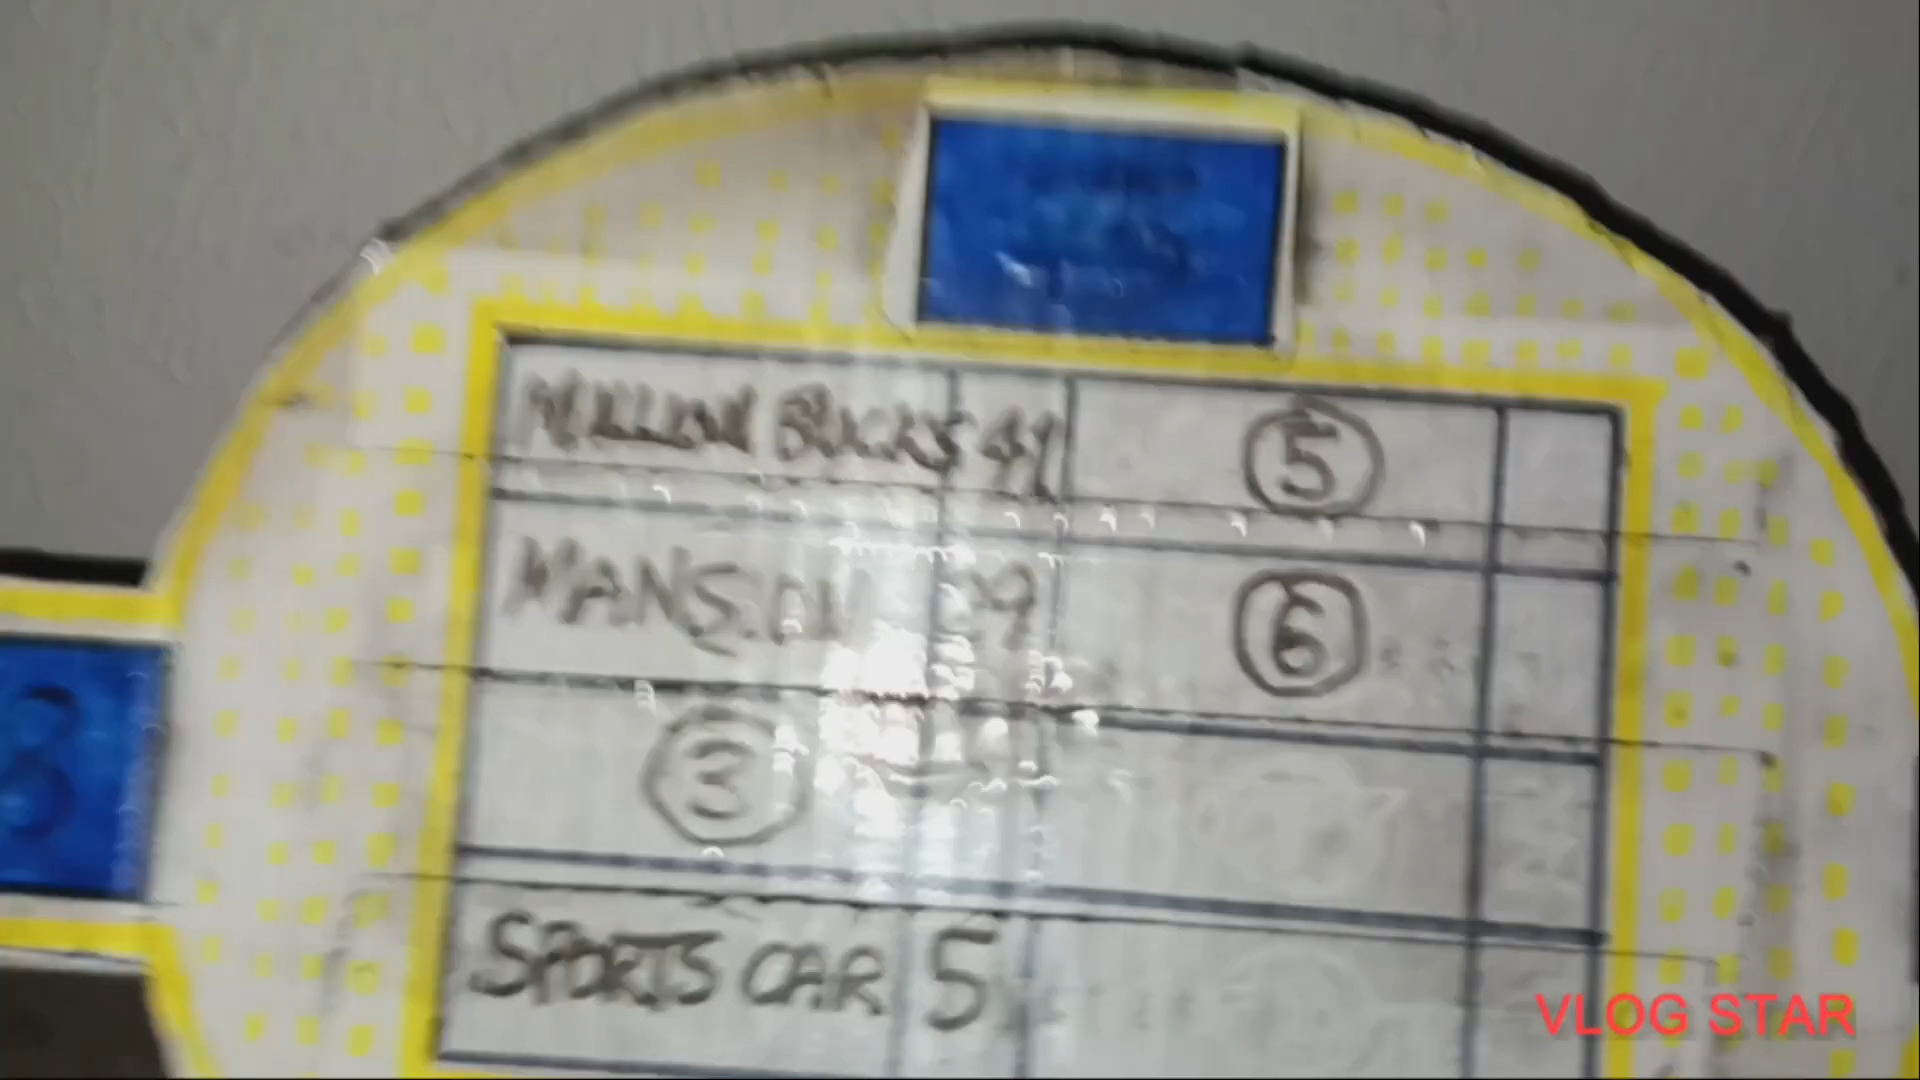 MILLION BUCKS 41 5
MANSION 29 6
3
SPORTS CAR 5
VLOG STAR